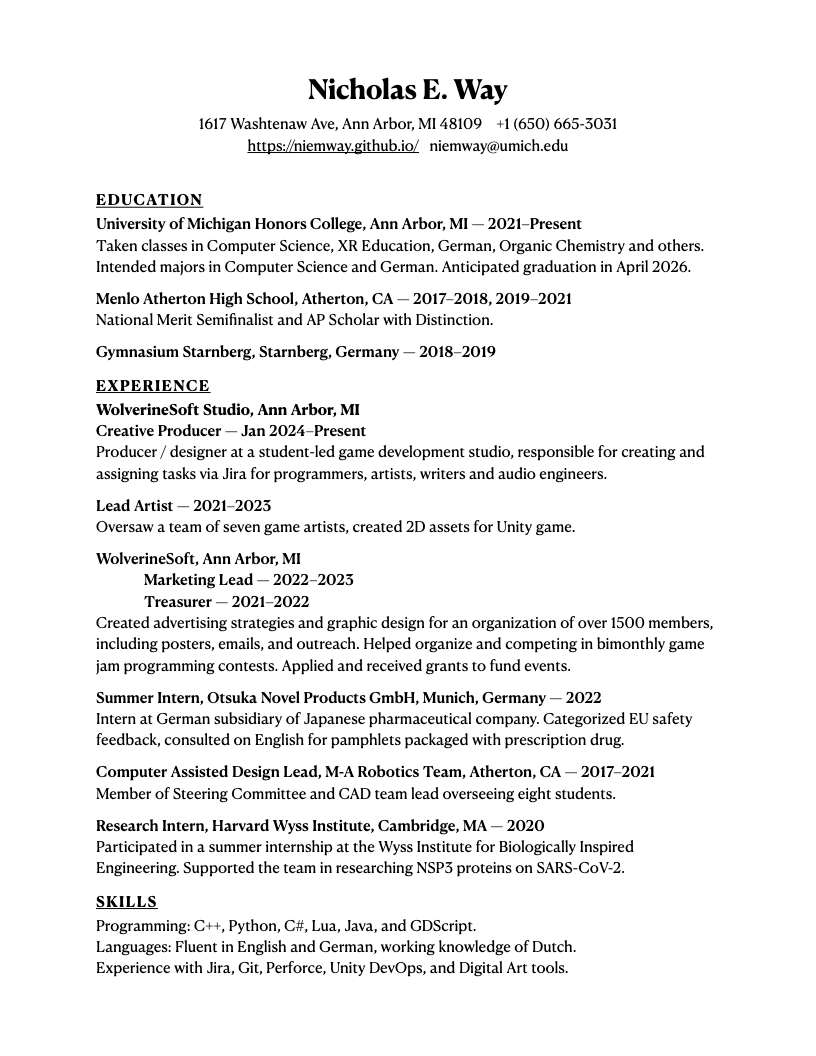 Nicholas E. Way
1617 Washtenaw Ave, Ann Arbor, MI 48109 +1 (650) 665-3031
https://niemway.github.io/ niemway@umich.edu
EDUCATION
University of Michigan Honors College, Ann Arbor, MI — 2021–Present
Taken classes in Computer Science, XR Education, German, Organic Chemistry and others.
Intended majors in Computer Science and German. Anticipated graduation in April 2026.
Menlo Atherton High School, Atherton, CA — 2017–2018, 2019–2021
National Merit Semifinalist and AP Scholar with Distinction.
Gymnasium Starnberg, Starnberg, Germany — 2018–2019
EXPERIENCE
WolverineSoft Studio, Ann Arbor, MI
Creative Producer — Jan 2024–Present
Producer / designer at a student-led game development studio, responsible for creating and
assigning tasks via Jira for programmers, artists, writers and audio engineers.
Lead Artist — 2021–2023
Oversaw a team of seven game artists, created 2D assets for Unity game.
WolverineSoft, Ann Arbor, MI
Marketing Lead — 2022–2023
Treasurer — 2021–2022
Created advertising strategies and graphic design for an organization of over 1500 members,
including posters, emails, and outreach. Helped organize and competing in bimonthly game
jam programming contests. Applied and received grants to fund events.
Summer Intern, Otsuka Novel Products GmbH, Munich, Germany — 2022
Intern at German subsidiary of Japanese pharmaceutical company. Categorized EU safety
feedback, consulted on English for pamphlets packaged with prescription drug.
Computer Assisted Design Lead, M-A Robotics Team, Atherton, CA — 2017–2021
Member of Steering Committee and CAD team lead overseeing eight students.
Research Intern, Harvard Wyss Institute, Cambridge, MA — 2020
Participated in a summer internship at the Wyss Institute for Biologically Inspired
Engineering. Supported the team in researching NSP3 proteins on SARS-CoV-2.
SKILLS
Programming: C++, Python, C#, Lua, Java, and GDScript.
Languages: Fluent in English and German, working knowledge of Dutch.
Experience with Jira, Git, Perforce, Unity DevOps, and Digital Art tools.